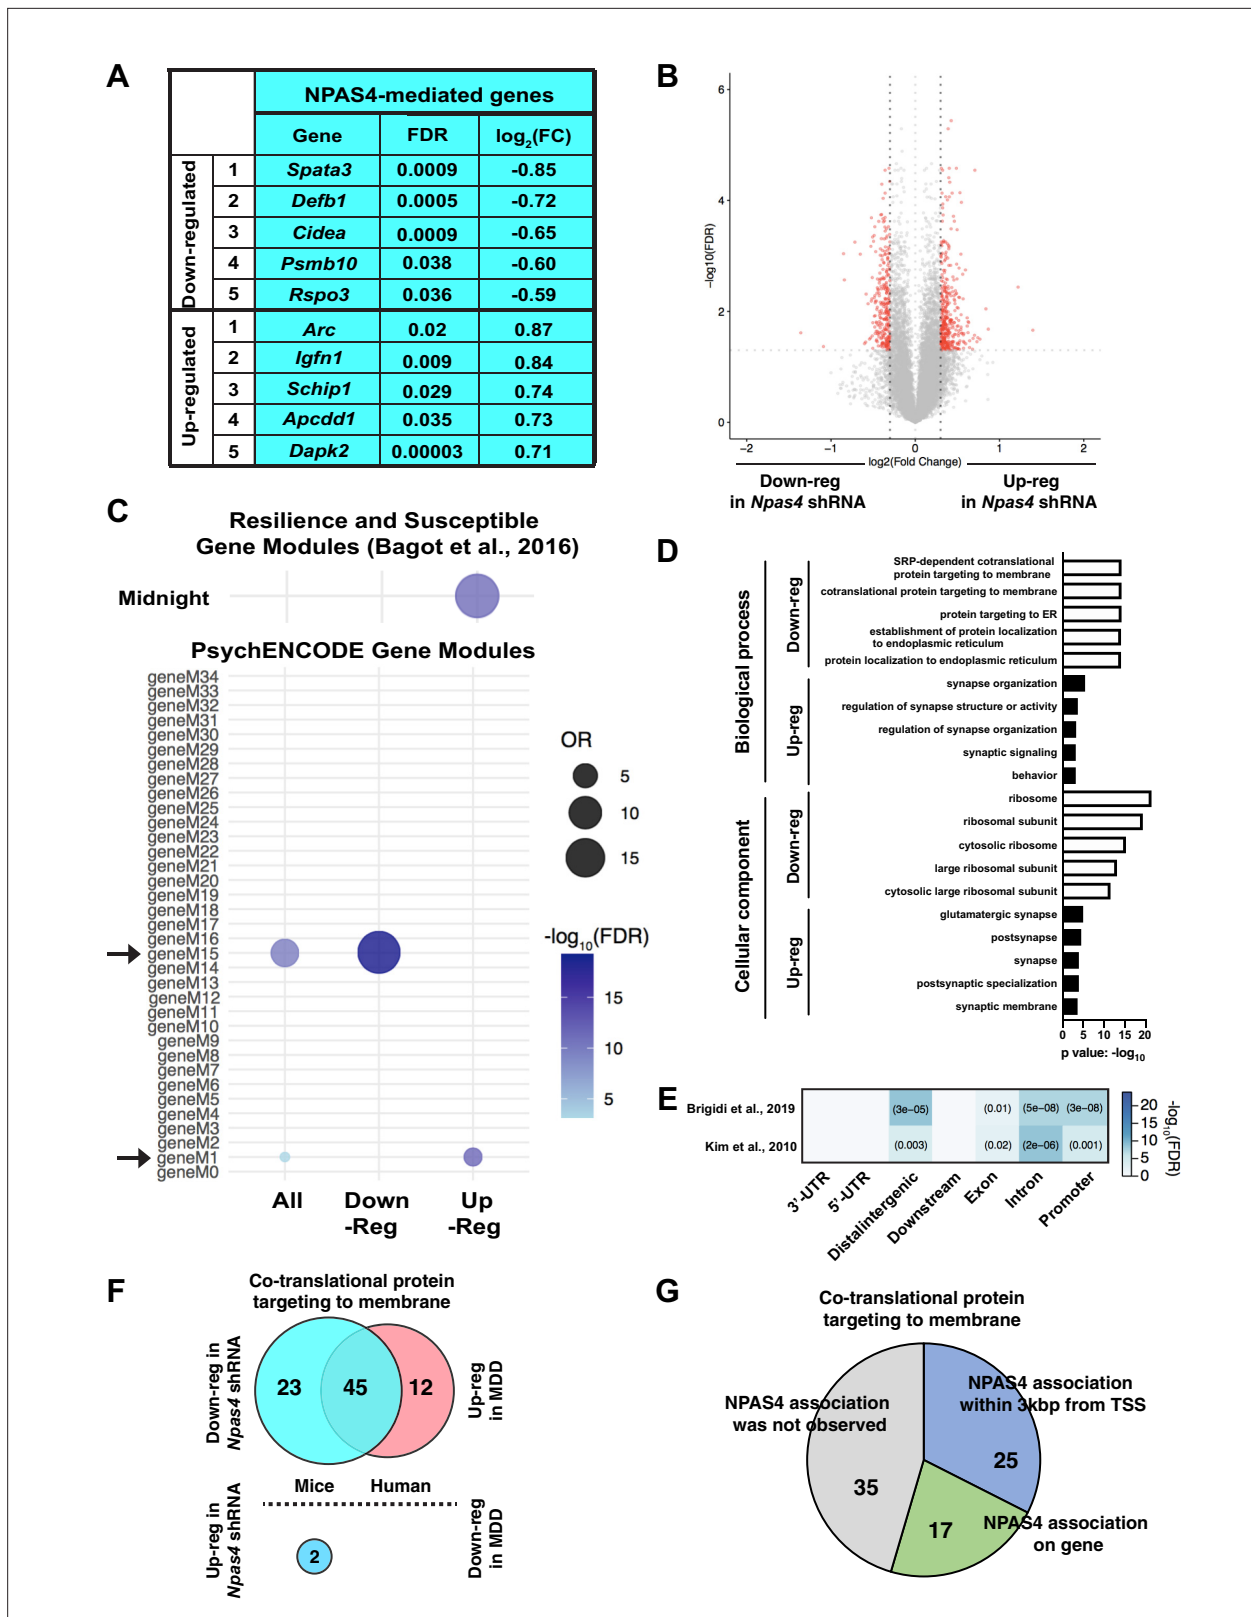 A
NPAS4-mediated genes
Gene FDR log2(FC)
Down-regulated
1 Spata3 0.0009 -0.85
2 Defb1 0.0005 -0.72
3 Cidea 0.0009 -0.65
4 Psmb10 0.038 -0.60
5 Rspo3 0.036 -0.59
Up-regulated
1 Arc 0.02 0.87
2 Igfn1 0.009 0.84
3 Schip1 0.029 0.74
4 Apcdd1 0.035 0.73
5 Dapk2 0.00003 0.71
B
−log10(FDR)
6
4
2
0
−2 −1 0 1 2
log2(Fold Change)
Down-reg
in Npas4 shRNA
Up-reg
in Npas4 shRNA
C
Resilience and Susceptible
Gene Modules (Bagot et al., 2016)
Midnight
PsychENCODE Gene Modules
geneM34
geneM33
geneM32
geneM31
geneM30
geneM29
geneM28
geneM27
geneM26
geneM25
geneM24
geneM23
geneM22
geneM21
geneM20
geneM19
geneM18
geneM17
geneM16
geneM15
geneM14
geneM13
geneM12
geneM11
geneM10
geneM9
geneM8
geneM7
geneM6
geneM5
geneM4
geneM3
geneM2
geneM1
geneM0
All
Down
-Reg
Up
-Reg
OR
5
10
15
-log10(FDR)
15
10
5
D
Biological process
Down-reg
SRP-dependent cotranslational
protein targeting to membrane
cotranslational protein targeting to membrane
protein targeting to ER
establishment of protein localization
to endoplasmic reticulum
protein localization to endoplasmic reticulum
Up-reg
synapse organization
regulation of synapse structure or activity
regulation of synapse organization
synaptic signaling
behavior
Cellular component
Down-reg
ribosome
ribosomal subunit
cytosolic ribosome
large ribosomal subunit
cytosolic large ribosomal subunit
Up-reg
glutamatergic synapse
postsynapse
synapse
postsynaptic specialization
synaptic membrane
0 5 10 15 20
p value: -log10
E
Brigidi et al., 2019 (3e−05) (0.01) (5e−08) (3e−08)
Kim et al., 2010 (0.003) (0.02) (2e−06) (0.001)
3'-UTR
5'-UTR
Distalintergenic
Downstream
Exon
Intron
Promoter
20
15
10
5
0
-log10(FDR)
F
Co-translational protein
targeting to membrane
Down-reg in
Npas4 shRNA
23 45 12
Up-reg
in MDD
Mice Human
Up-reg in
Npas4 shRNA
2
Down-reg
in MDD
G
Co-translational protein
targeting to membrane
NPAS4 association
within 3kbp from TSS
25
NPAS4 association
was not observed
35
NPAS4 association
on gene
17